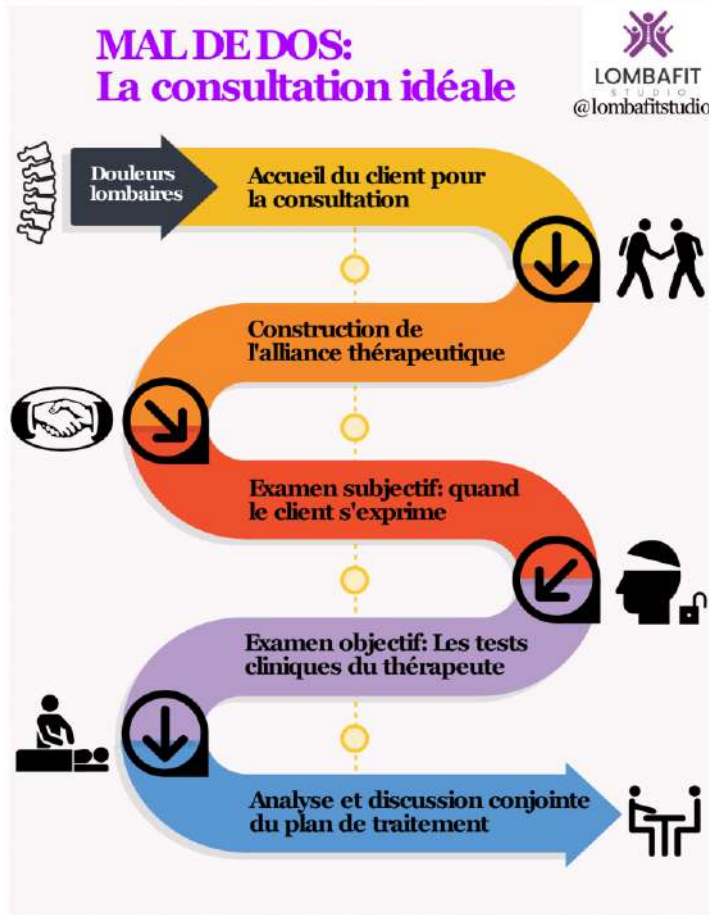 MAL DE DOS:
La consultation idéale
LOMBAFIT
STUDIO
@lombafitstudio
Douleurs
lombaires
Accueil du client pour
la consultation
Construction de
l'alliance thérapeutique
Examen subjectif: quand
le client s'exprime
Examen objectif: Les tests
cliniques du thérapeute
Analyse et discussion conjointe
du plan de traitement